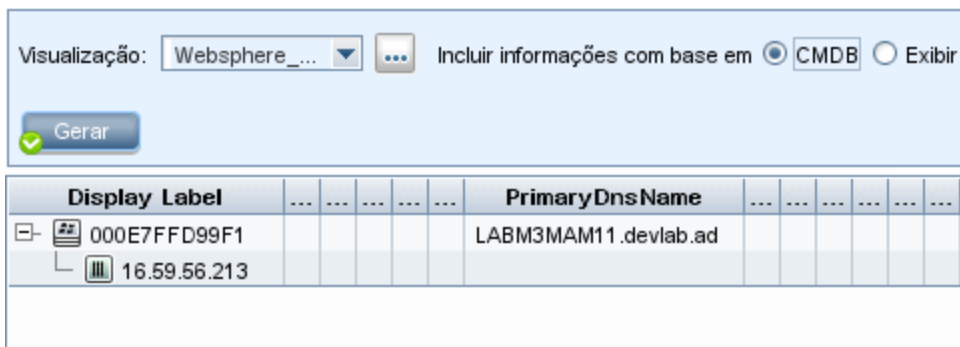 Visualização: Websphere_... ... Incluir informações com base em CMDB Exibir
Gerar
Display Label ... ... ... ... ... PrimaryDnsName ... ... ... ... ...
000E7FFD99F1 LABM3MAM11.devlab.ad
16.59.56.213